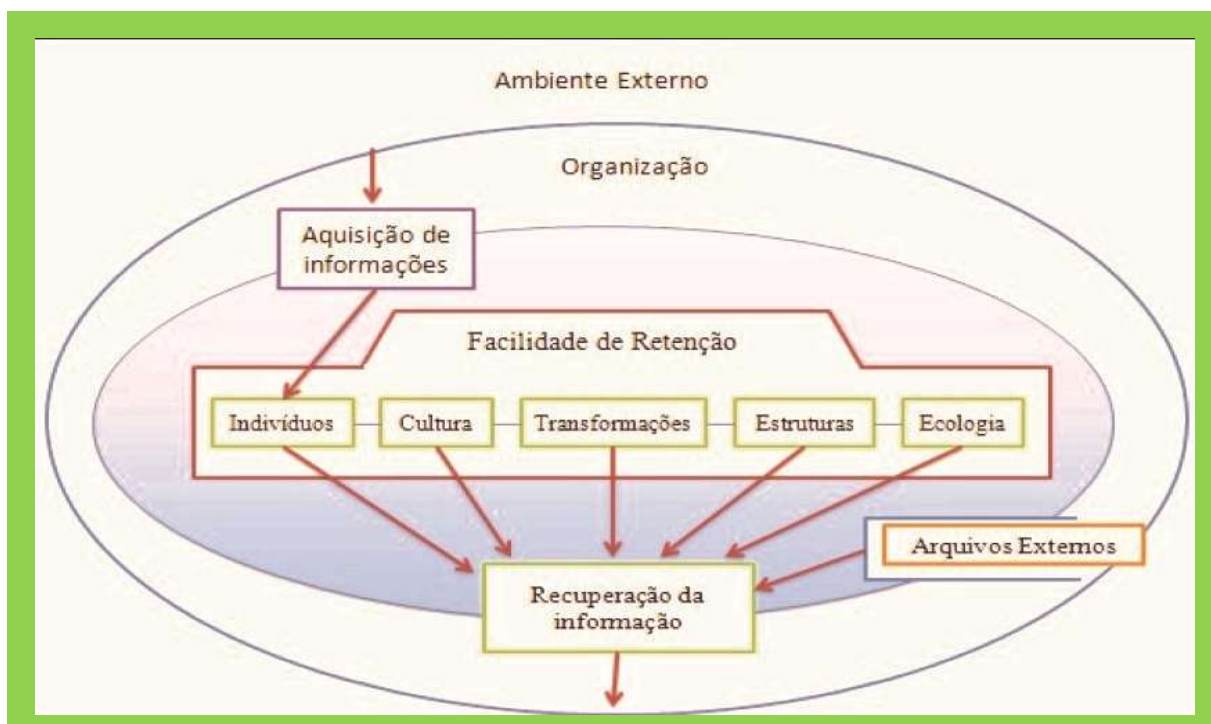 Ambiente Externo
Organização
Aquisição de
informações
Facilidade de Retenção
Indivíduos
Cultura
Transformações
Estruturas
Ecologia
Arquivos Externos
Recuperação da
informação